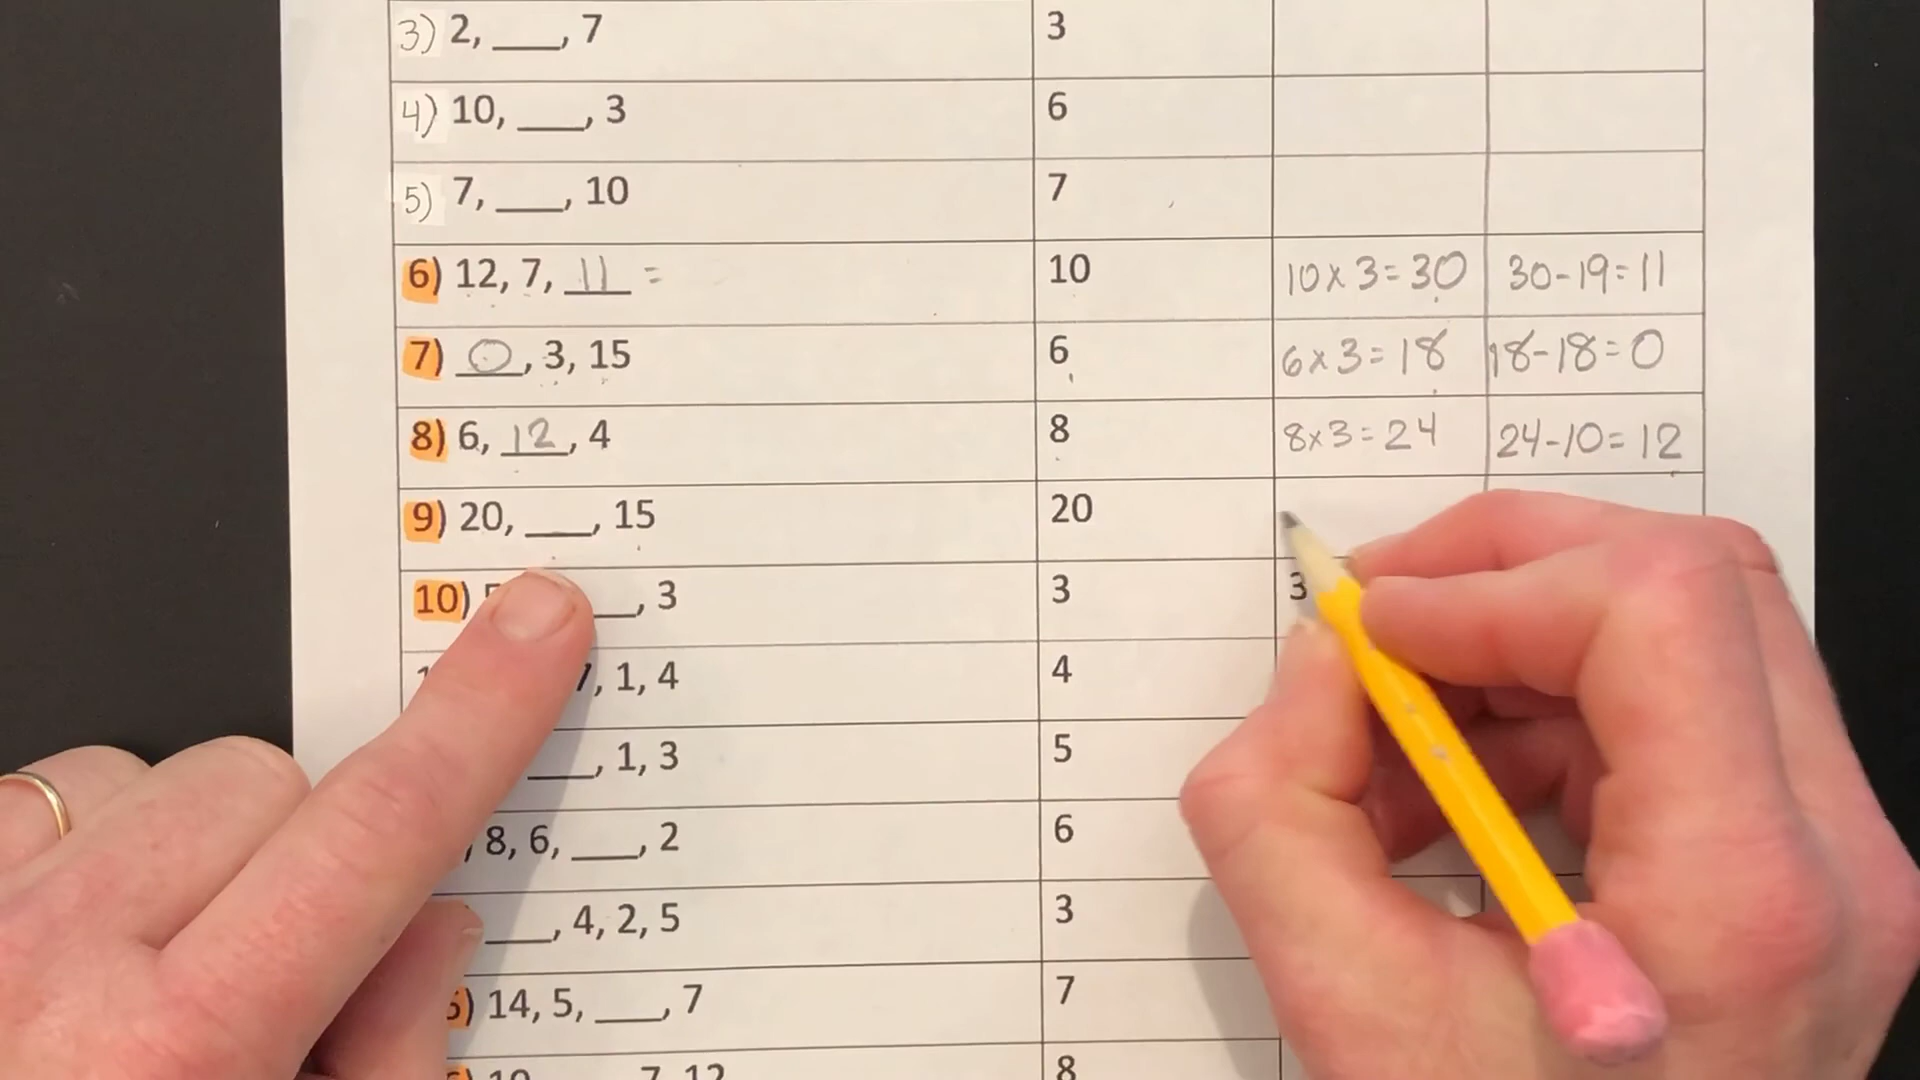 3) 2, ___, 7 3
4) 10, ___, 3 6
5) 7, ___, 10 7
6) 12, 7, 11 = 10 10x3=30 30-19=11
7) 0, 3, 15 6 6x3=18 18-18=0
8) 6, 12, 4 8 8x3=24 24-10=12
9) 20, ___, 15 20
10) ___, 3 3 3
, 1, 4 4
___, 1, 3 5
, 8, 6, ___, 2 6
___, 4, 2, 5 3
) 14, 5, ___, 7 7
8